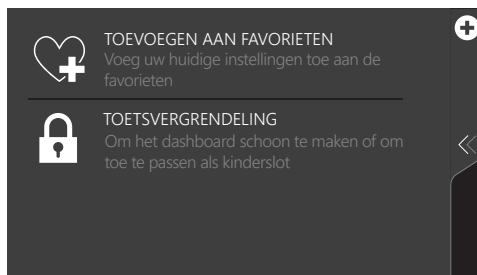 TOEVOEGEN AAN FAVORIETEN
Voeg uw huidige instellingen toe aan de
favorieten
TOETSVERGRENDELING
Om het dashboard schoon te maken of om
toe te passen als kinderslot